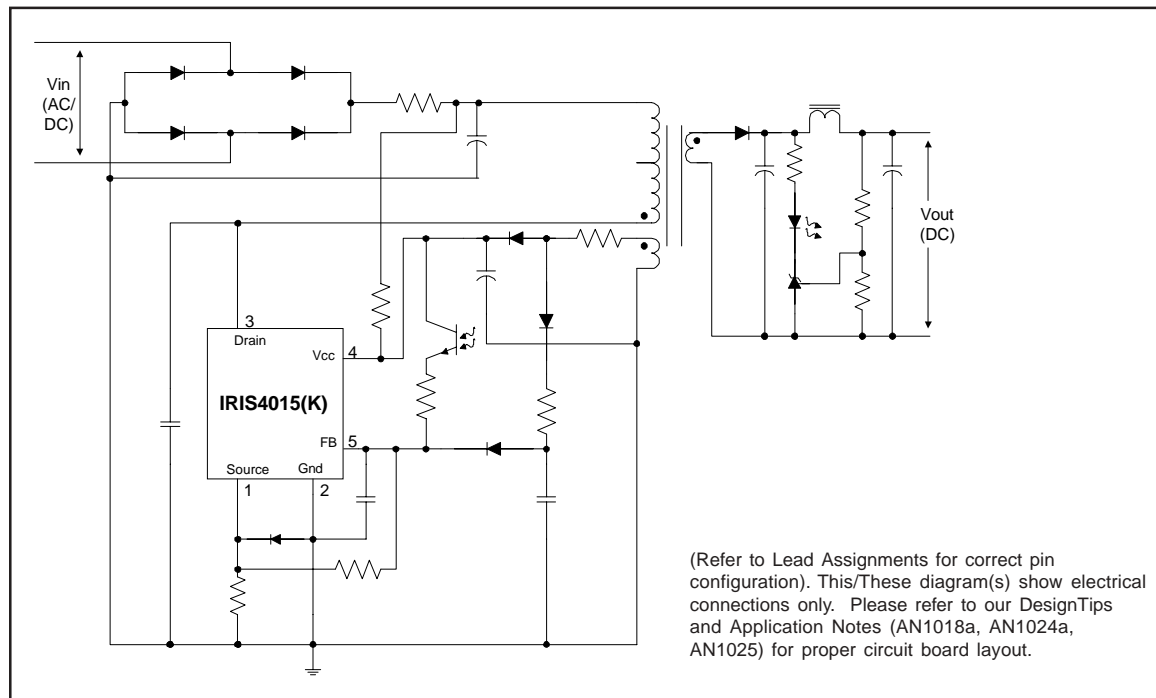 Vin
(AC/
DC)
Vout
(DC)
3
Drain
Vcc
4
IRIS4015(K)
FB
5
Source
Gnd
1
2
(Refer to Lead Assignments for correct pin
configuration). This/These diagram(s) show electrical
connections only. Please refer to our DesignTips
and Application Notes (AN1018a, AN1024a,
AN1025) for proper circuit board layout.